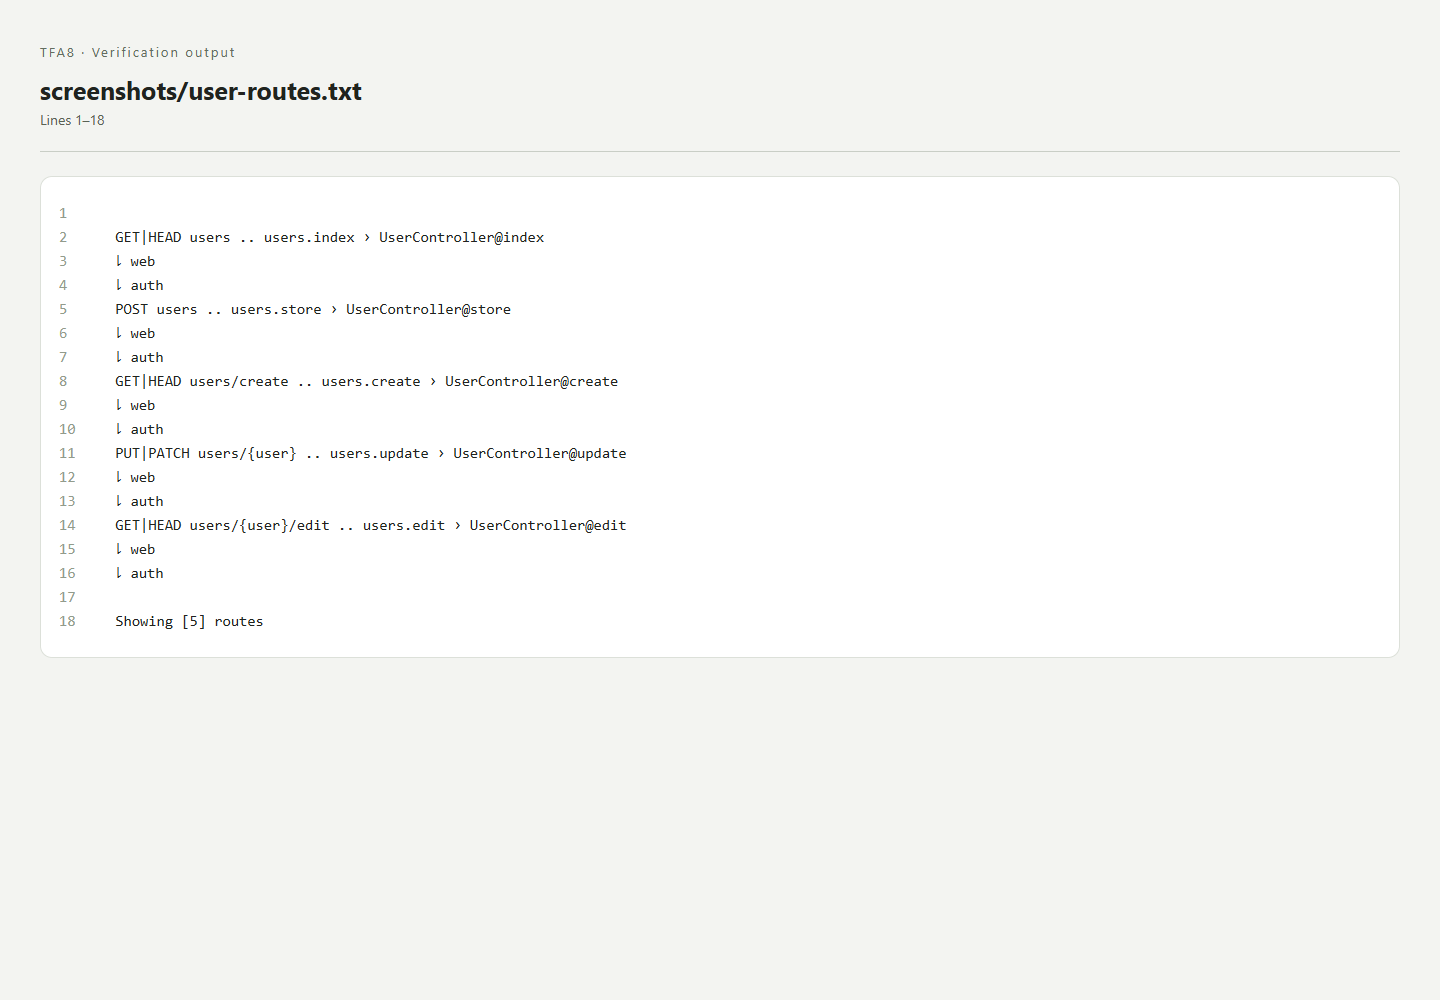 TFA8 · Verification output
screenshots/user-routes.txt
Lines 1–18
1
2 GET|HEAD users .. users.index › UserController@index
3 ⇂ web
4 ⇂ auth
5 POST users .. users.store › UserController@store
6 ⇂ web
7 ⇂ auth
8 GET|HEAD users/create .. users.create › UserController@create
9 ⇂ web
10 ⇂ auth
11 PUT|PATCH users/{user} .. users.update › UserController@update
12 ⇂ web
13 ⇂ auth
14 GET|HEAD users/{user}/edit .. users.edit › UserController@edit
15 ⇂ web
16 ⇂ auth
17
18 Showing [5] routes